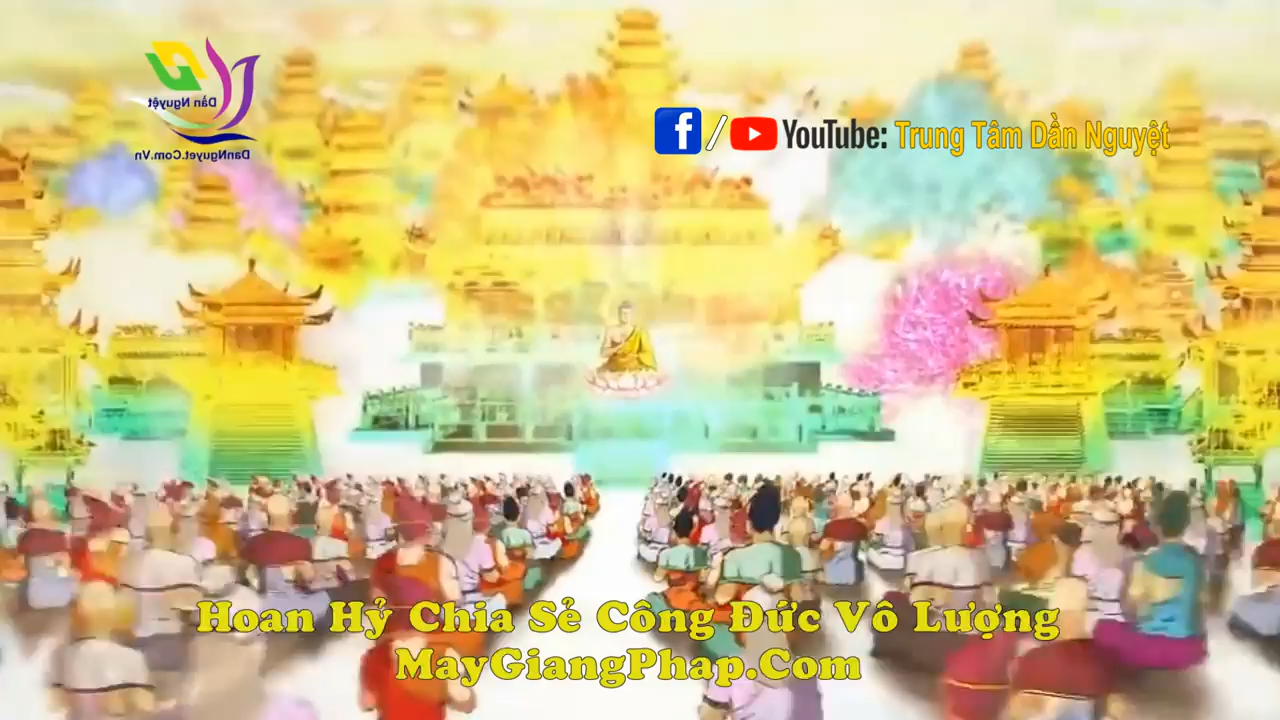 Dần Nguyệt
DanNguyet.Com.Vn
f / YouTube: Trung Tâm Dần Nguyệt
Hoan Hỷ Chia Sẻ Công Đức Vô Lượng
MayGiangPhap.Com